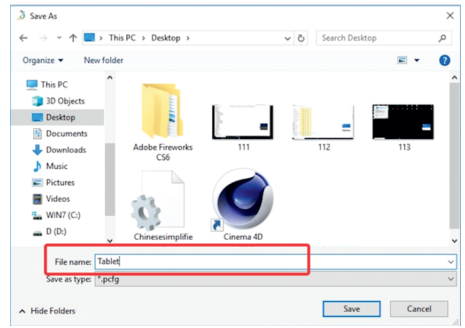 Save As
This PC > Desktop >
Search Desktop
Organize
New folder
This PC
3D Objects
Desktop
Documents
Downloads
Music
Pictures
Videos
WIN7 (C:)
D (D:)
Adobe Fireworks
CS6
111
112
113
Chinesesimplifie
Cinema 4D
File name: Tablet
Save as type: *.pcfg
Hide Folders
Save
Cancel